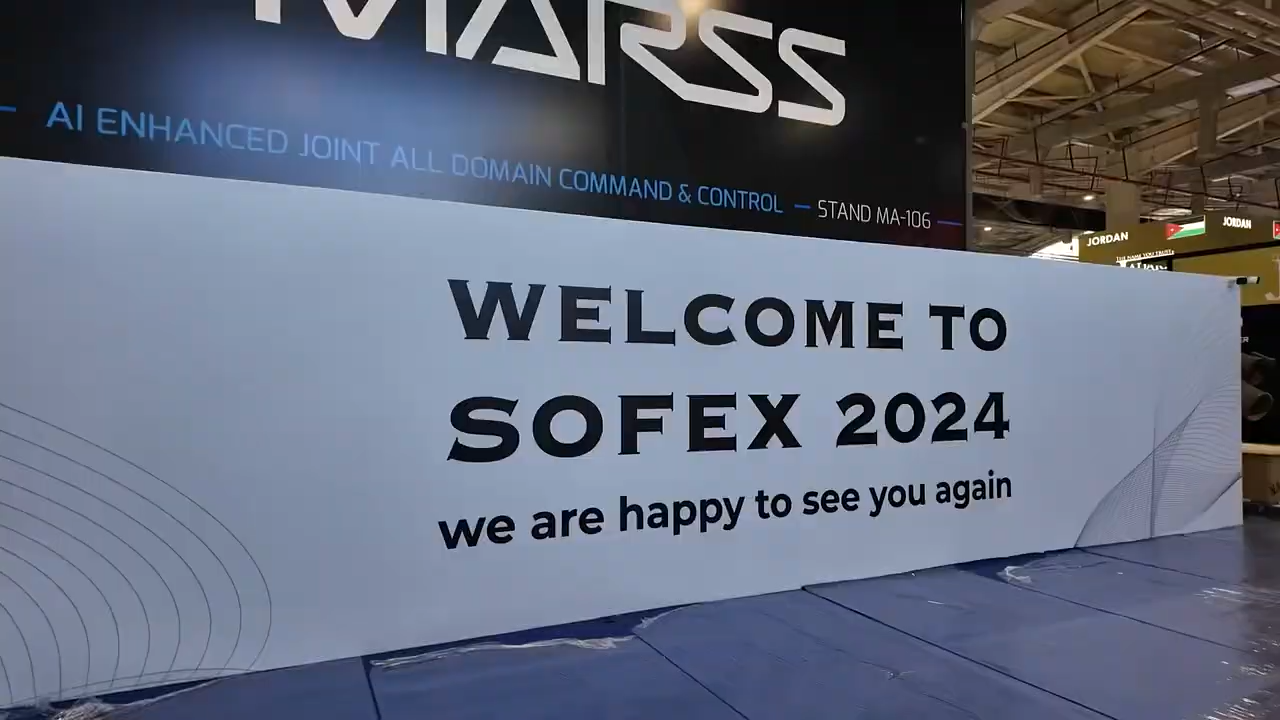 MARSS
AI ENHANCED JOINT ALL DOMAIN COMMAND & CONTROL — STAND MA-106
JORDAN
JORDAN
WELCOME TO
SOFEX 2024
we are happy to see you again